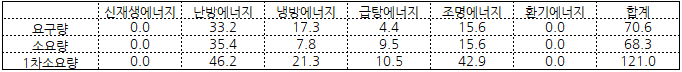 신재생에너지 난방에너지 냉방에너지 급탕에너지 조명에너지 환기에너지 합계
요구량 0.0 33.2 17.3 4.4 15.6 0.0 70.6
소요량 0.0 35.4 7.8 9.5 15.6 0.0 68.3
1차소요량 0.0 46.2 21.3 10.5 42.9 0.0 121.0